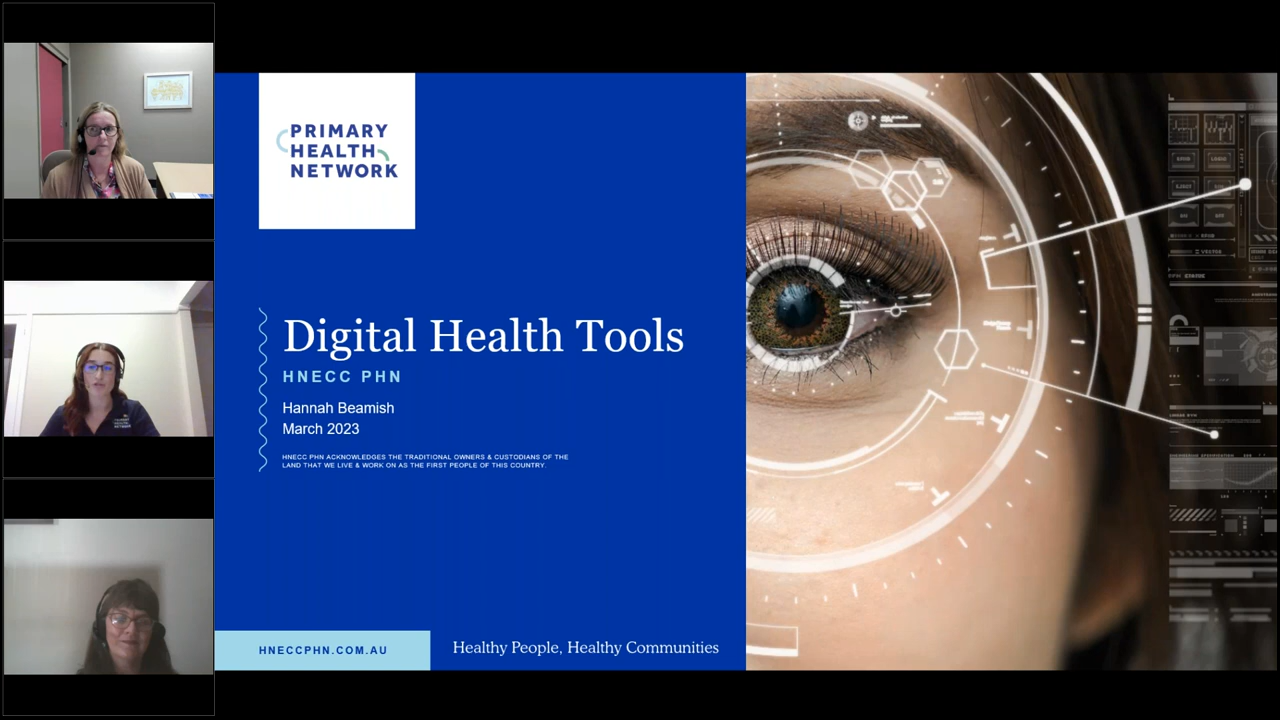 PRIMARY
HEALTH
NETWORK
Digital Health Tools
HNECC PHN
Hannah Beamish
March 2023
HNECC PHN ACKNOWLEDGES THE TRADITIONAL OWNERS & CUSTODIANS OF THE
LAND THAT WE LIVE & WORK ON AS THE FIRST PEOPLE OF THIS COUNTRY.
HNECCPHN.COM.AU
Healthy People, Healthy Communities